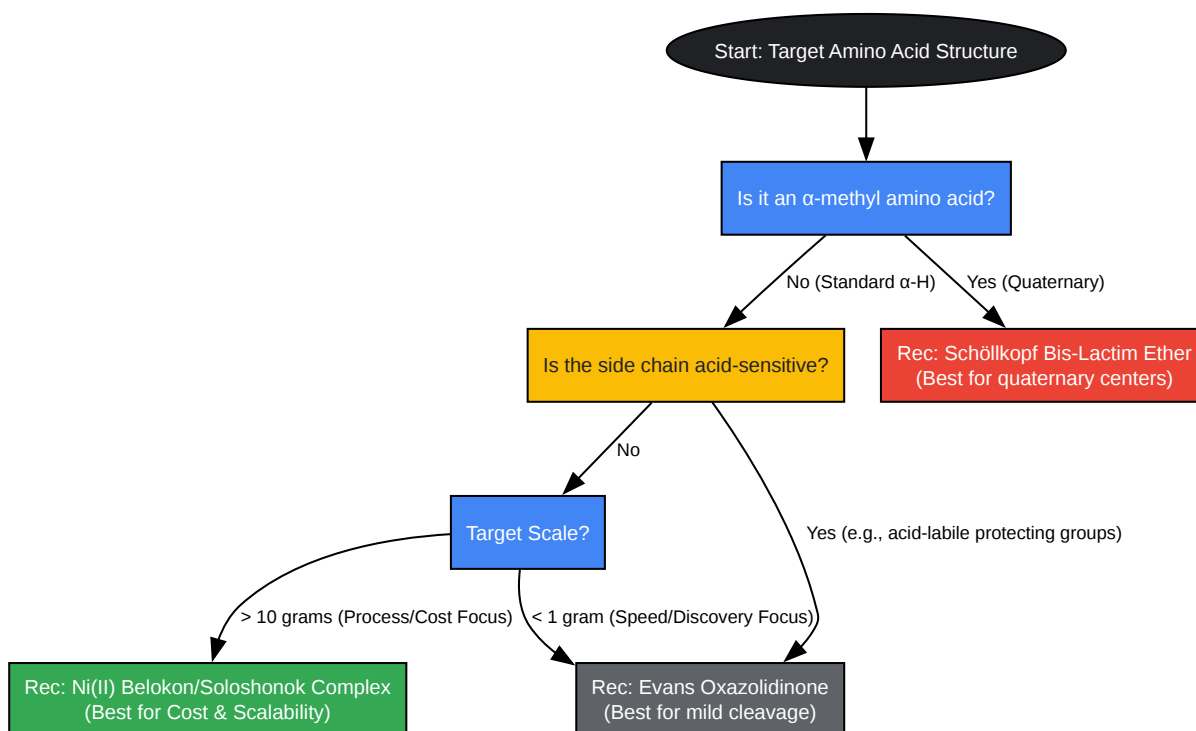 Start: Target Amino Acid Structure
Is it an α-methyl amino acid?
No (Standard α-H)
Yes (Quaternary)
Is the side chain acid-sensitive?
Rec: Schöllkopf Bis-Lactim Ether
(Best for quaternary centers)
No
Target Scale?
Yes (e.g., acid-labile protecting groups)
> 10 grams (Process/Cost Focus)
< 1 gram (Speed/Discovery Focus)
Rec: Ni(II) Belokon/Soloshonok Complex
(Best for Cost & Scalability)
Rec: Evans Oxazolidinone
(Best for mild cleavage)